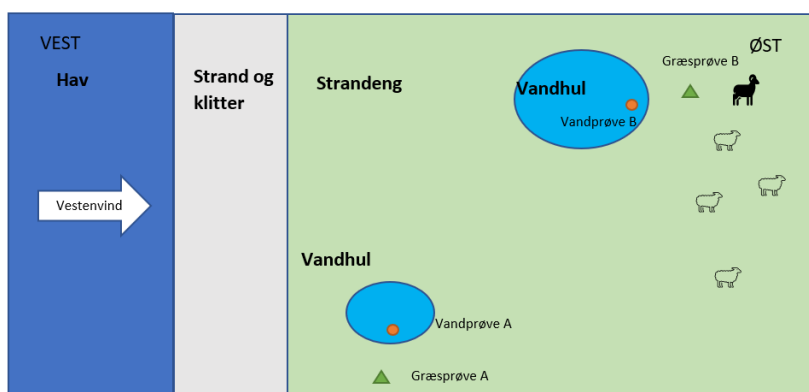 VEST
Hav
Strand og
klitter
Strandeng
Vandhul
ØST
Græsprøve B
Vandprøve B
Vestenvind
Vandhul
Vandprøve A
Græsprøve A